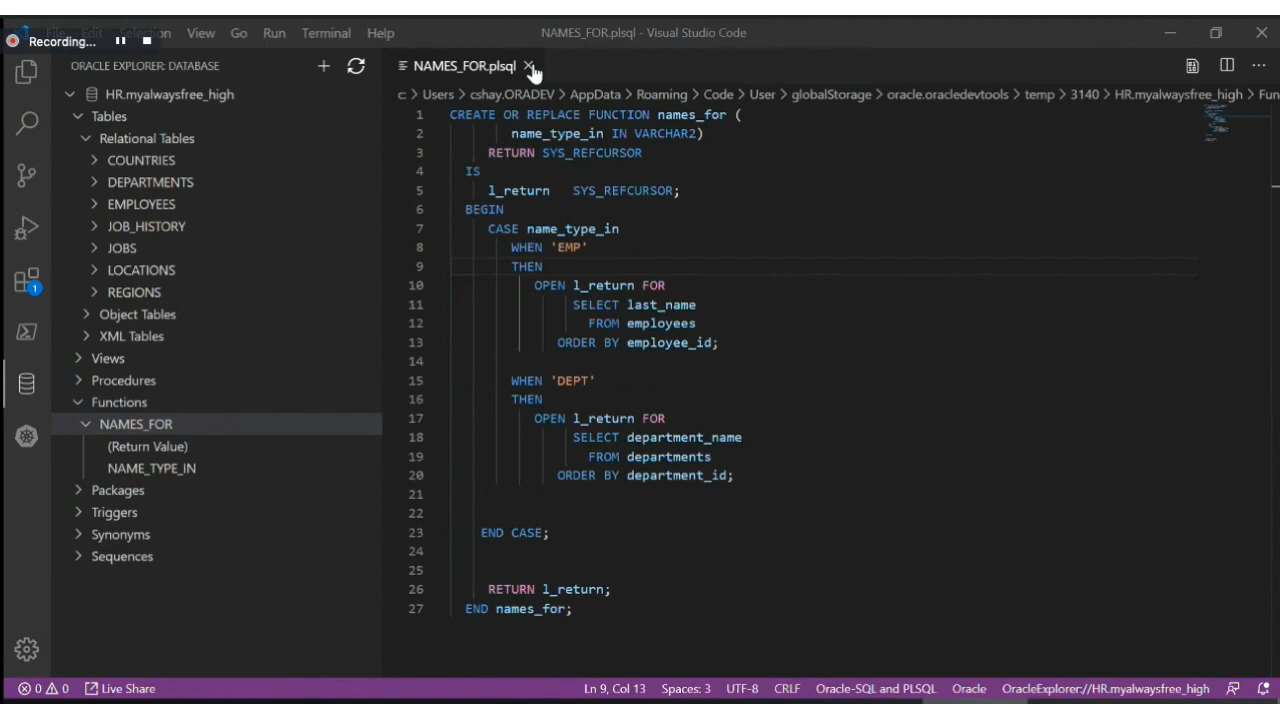 File Edit Selection View Go Run Terminal Help
NAMES_FOR.plsql - Visual Studio Code
Recording...
ORACLE EXPLORER: DATABASE
HR.myalwaysfree_high
Tables
Relational Tables
COUNTRIES
DEPARTMENTS
EMPLOYEES
JOB_HISTORY
JOBS
LOCATIONS
REGIONS
Object Tables
XML Tables
Views
Procedures
Functions
NAMES_FOR
(Return Value)
NAME_TYPE_IN
Packages
Triggers
Synonyms
Sequences
1
NAMES_FOR.plsql
c > Users > cshay.ORADEV > AppData > Roaming > Code > User > globalStorage > oracle.oracledevtools > temp > 3140 > HR.myalwaysfree_high > Fun
1 CREATE OR REPLACE FUNCTION names_for (
2 name_type_in IN VARCHAR2)
3 RETURN SYS_REFCURSOR
4 IS
5 l_return SYS_REFCURSOR;
6 BEGIN
7 CASE name_type_in
8 WHEN 'EMP'
9 THEN
10 OPEN l_return FOR
11 SELECT last_name
12 FROM employees
13 ORDER BY employee_id;
14
15 WHEN 'DEPT'
16 THEN
17 OPEN l_return FOR
18 SELECT department_name
19 FROM departments
20 ORDER BY department_id;
21
22
23 END CASE;
24
25
26 RETURN l_return;
27 END names_for;
0 0 Live Share Ln 9, Col 13 Spaces: 3 UTF-8 CRLF Oracle-SQL and PLSQL Oracle OracleExplorer://HR.myalwaysfree_high